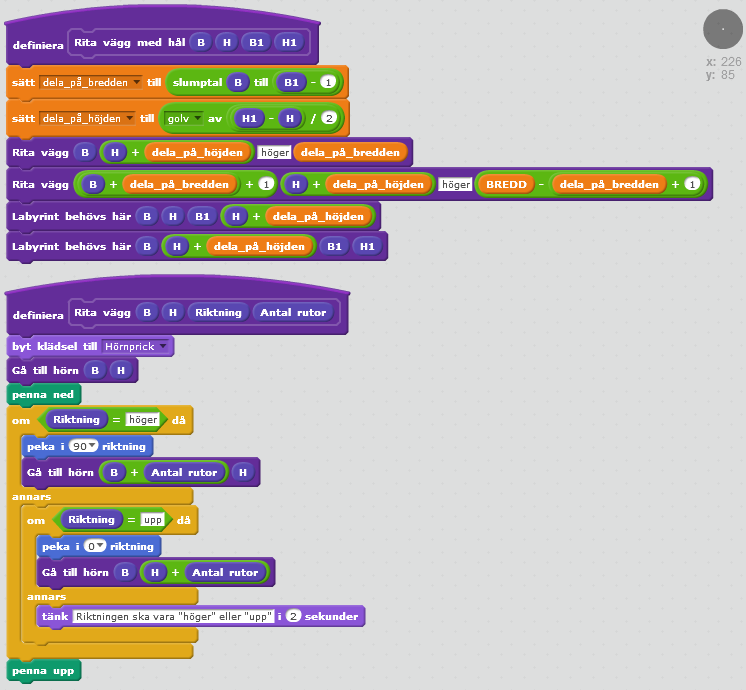 definiera Rita vägg med hål B H B1 H1
x: 226
y: 85
sätt dela_på_bredden till slumptal B till B1 - 1
sätt dela_på_höjden till golv av H1 - H / 2
Rita vägg B H + dela_på_höjden höger dela_på_bredden
Rita vägg B + dela_på_bredden + 1 H + dela_på_höjden höger BREDD - dela_på_bredden + 1
Labyrint behövs här B H B1 H + dela_på_höjden
Labyrint behövs här B H + dela_på_höjden B1 H1
definiera Rita vägg B H Riktning Antal rutor
byt klädsel till Hörnprick
Gå till hörn B H
penna ned
om Riktning = höger då
peka i 90 riktning
Gå till hörn B + Antal rutor H
annars
om Riktning = upp då
peka i 0 riktning
Gå till hörn B H + Antal rutor
annars
tänk Riktningen ska vara "höger" eller "upp" i 2 sekunder
penna upp